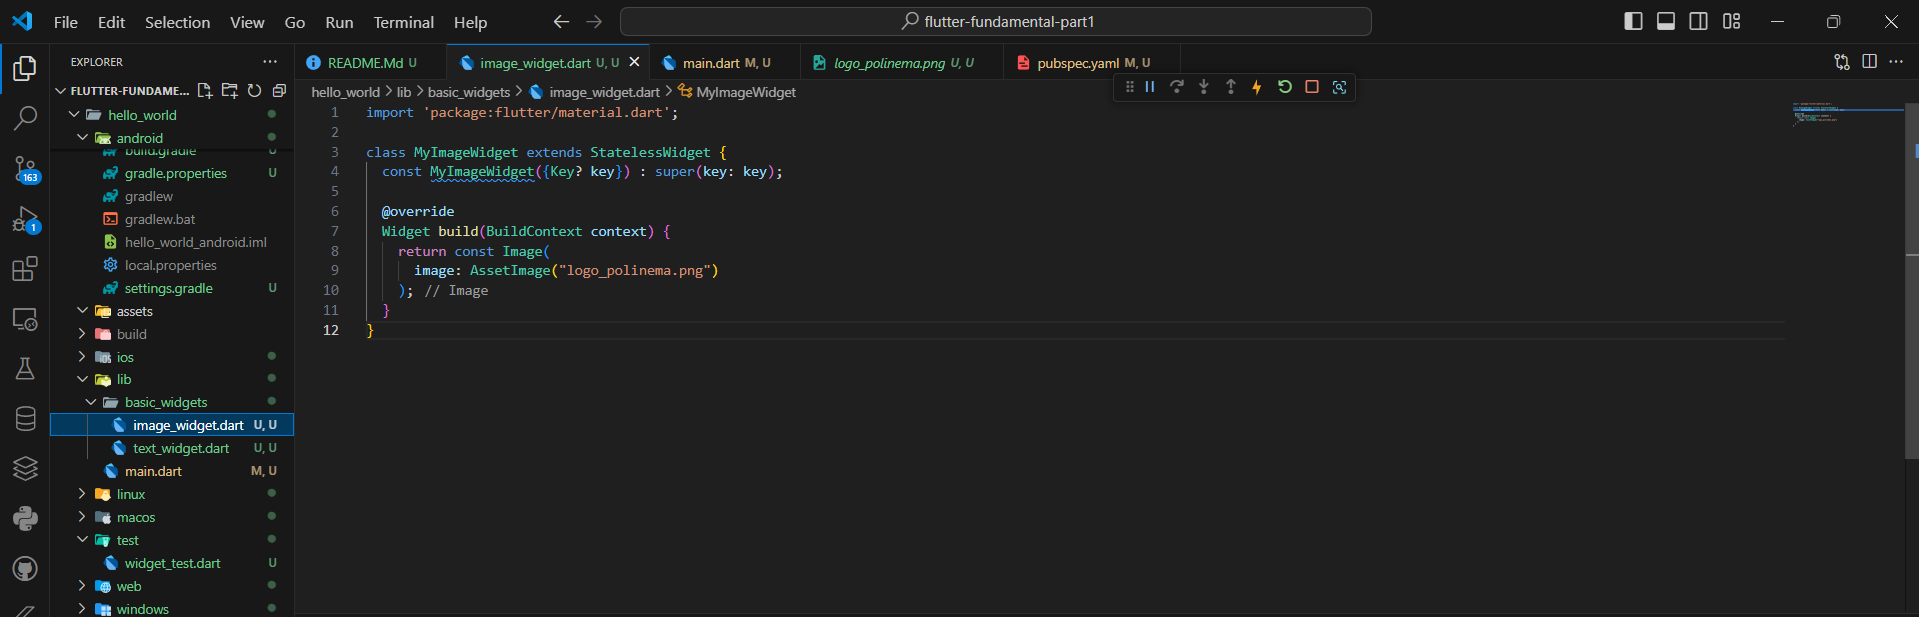 File Edit Selection View Go Run Terminal Help
flutter-fundamental-part1
EXPLORER
FLUTTER-FUNDAME...
hello_world
android
build.gradle U
gradle.properties U
gradlew
gradlew.bat
hello_world_android.iml
local.properties
settings.gradle U
assets
build
ios
lib
basic_widgets
image_widget.dart U, U
text_widget.dart U, U
main.dart M, U
linux
macos
test
widget_test.dart U
web
windows
163
1
README.Md U
image_widget.dart U, U
main.dart M, U
logo_polinema.png U, U
pubspec.yaml M, U
hello_world > lib > basic_widgets > image_widget.dart > MyImageWidget
1 import 'package:flutter/material.dart';
2
3 class MyImageWidget extends StatelessWidget {
4 const MyImageWidget({Key? key}) : super(key: key);
5
6 @override
7 Widget build(BuildContext context) {
8 return const Image(
9 image: AssetImage("logo_polinema.png")
10 ); // Image
11 }
12 }